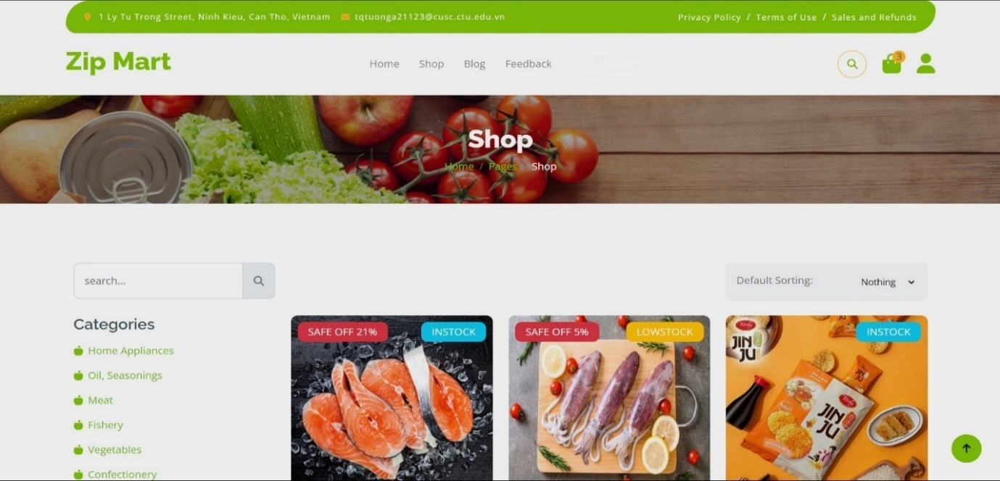 1 Ly Tu Trong Street, Ninh Kieu, Can Tho, Vietnam tqtuonga21123@cusc.ctu.edu.vn Privacy Policy / Terms of Use / Sales and Refunds
Zip Mart
Home Shop Blog Feedback
3
Shop
Home / Pages / Shop
search...
Default Sorting: Nothing
Categories
Home Appliances
Oil, Seasonings
Meat
Fishery
Vegetables
Confectionery
SAFE OFF 21% INSTOCK
SAFE OFF 5% LOWSTOCK
INSTOCK
JIN JU
JIN JU
JIN JU